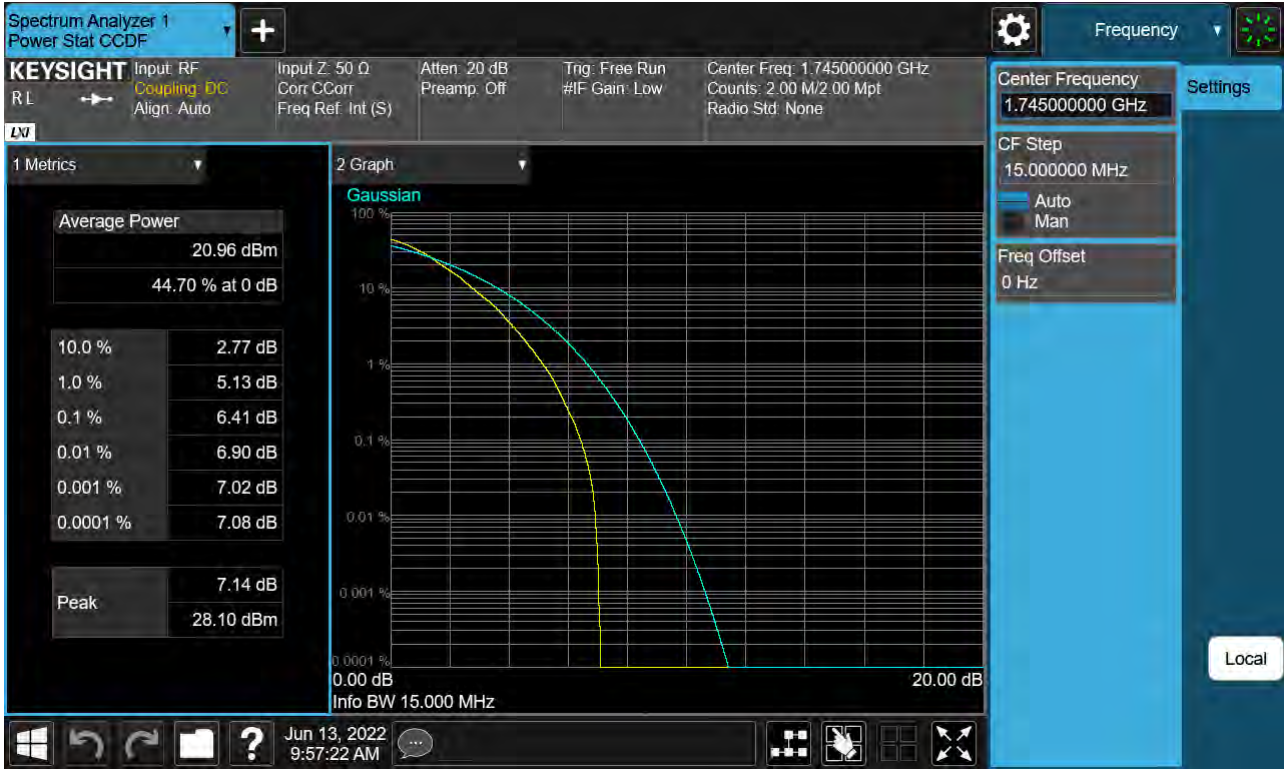 Spectrum Analyzer 1
Power Stat CCDF
Frequency
KEYSIGHT
RL
LXI
Input: RF
Coupling: DC
Align: Auto
Input Z: 50 Ω
Corr CCorr
Freq Ref: Int (S)
Atten: 20 dB
Preamp: Off
Trig: Free Run
#IF Gain: Low
Center Freq: 1.745000000 GHz
Counts: 2.00 M/2.00 Mpt
Radio Std: None
Center Frequency
1.745000000 GHz
Settings
CF Step
15.000000 MHz
Auto
Man
Freq Offset
0 Hz
Local
1 Metrics
Average Power
20.96 dBm
44.70 % at 0 dB
10.0 % 2.77 dB
1.0 % 5.13 dB
0.1 % 6.41 dB
0.01 % 6.90 dB
0.001 % 7.02 dB
0.0001 % 7.08 dB
Peak
7.14 dB
28.10 dBm
2 Graph
Gaussian
100 %
10 %
1 %
0.1 %
0.01 %
0.001 %
0.0001 %
0.00 dB 20.00 dB
Info BW 15.000 MHz
?
Jun 13, 2022
9:57:22 AM